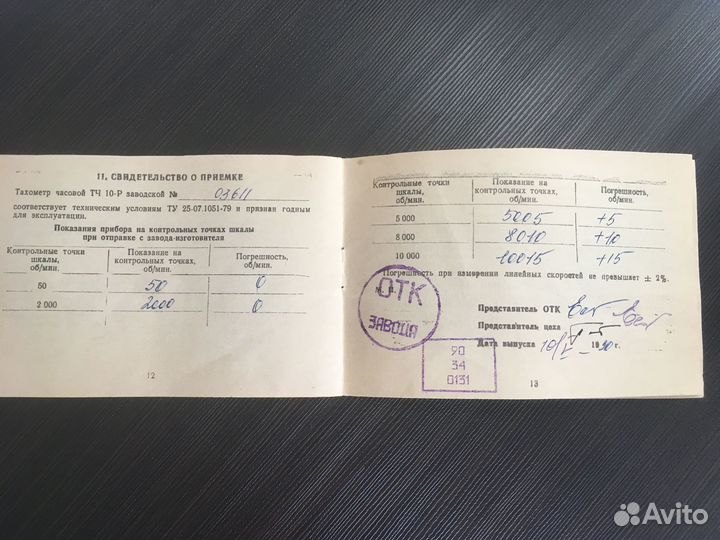 11. СВИДЕТЕЛЬСТВО О ПРИЕМКЕ
Тахометр часовой ТЧ 10-Р заводской № 03611
соответствует техническим условиям ТУ 25-07.1051-79 и признан годным
для эксплуатации.
Показания прибора на контрольных точках шкалы
при отправке с завода-изготовителя
Контрольные точки шкалы, об/мин. Показание на контрольных точках, об/мин. Погрешность, об/мин.
50 50 0
2 000 2000 0
12
Контрольные точки шкалы, об/мин. Показание на контрольных точках, об/мин. Погрешность, об/мин.
5 000 5005 +5
8 000 8010 +10
10 000 10015 +15
Погрешность при измерении линейных скоростей не превышает ± 2%.
М. П.
ОТК
ЗАВОДА
Представитель ОТК
Представитель цеха
Дата выпуска 10 1990 г.
90
34
0131
13
Avito